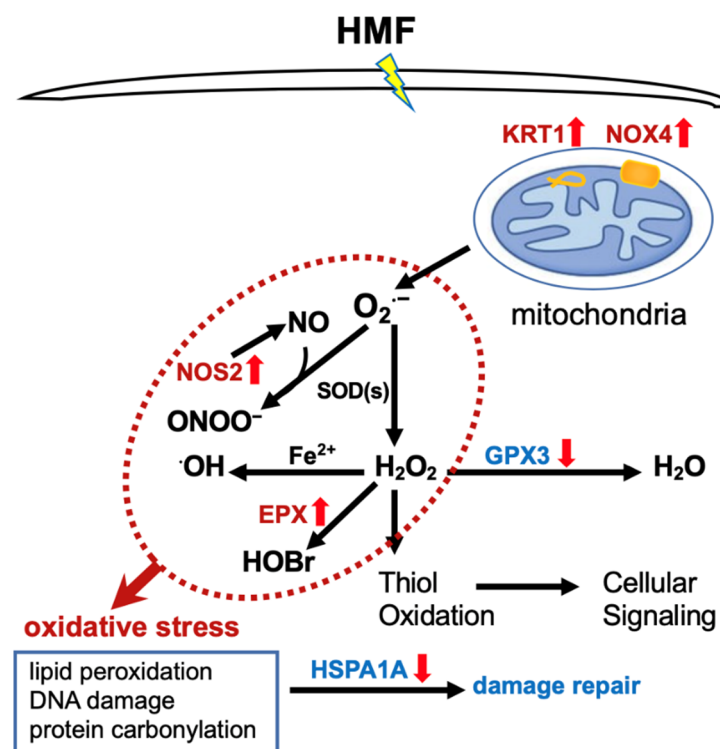 HMF
KRT1 NOX4
mitochondria
O₂·⁻
NO
NOS2
SOD(s)
ONOO⁻
·OH
Fe²⁺
H₂O₂
GPX3
H₂O
EPX
HOBr
Thiol
Oxidation
Cellular
Signaling
oxidative stress
lipid peroxidation
DNA damage
protein carbonylation
HSPA1A
damage repair